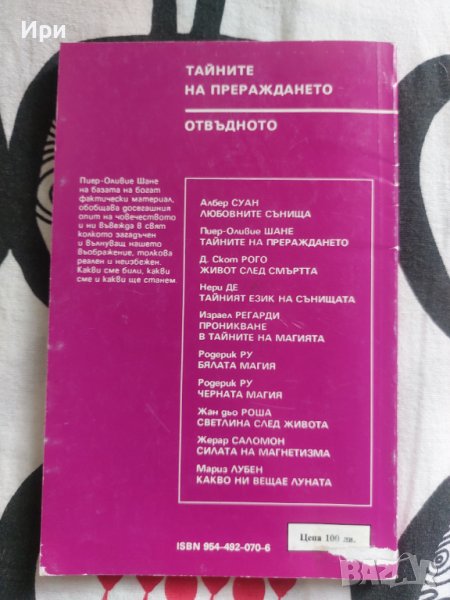 Ири
ТАЙНИТЕ
НА ПРЕРАЖДАНЕТО
ОТВЪДНОТО
Пиер-Оливие Шане
на базата на богат
фактически материал,
обобщава досегашния
опит на човечеството
и ни въвежда в свят
колкото загадъчен
и вълнуващ нашето
въображение, толкова
реален и неизбежен.
Какви сме били, какви
сме и какви ще станем.
Албер СУАН
ЛЮБОВНИТЕ СЪНИЩА
Пиер-Оливие ШАНЕ
ТАЙНИТЕ НА ПРЕРАЖДАНЕТО
Д. Скот РОГО
ЖИВОТ СЛЕД СМЪРТТА
Нери ДЕ
ТАЙНИЯТ ЕЗИК НА СЪНИЩАТА
Израел РЕГАРДИ
ПРОНИКВАНЕ
В ТАЙНИТЕ НА МАГИЯТА
Родерик РУ
БЯЛАТА МАГИЯ
Родерик РУ
ЧЕРНАТА МАГИЯ
Жан дьо РОША
СВЕТЛИНА СЛЕД ЖИВОТА
Жерар САЛОМОН
СИЛАТА НА МАГНЕТИЗМА
Мариз ЛУБЕН
КАКВО НИ ВЕЩАЕ ЛУНАТА
Цена 100 лв.
ISBN 954-492-070-6
BAZAR